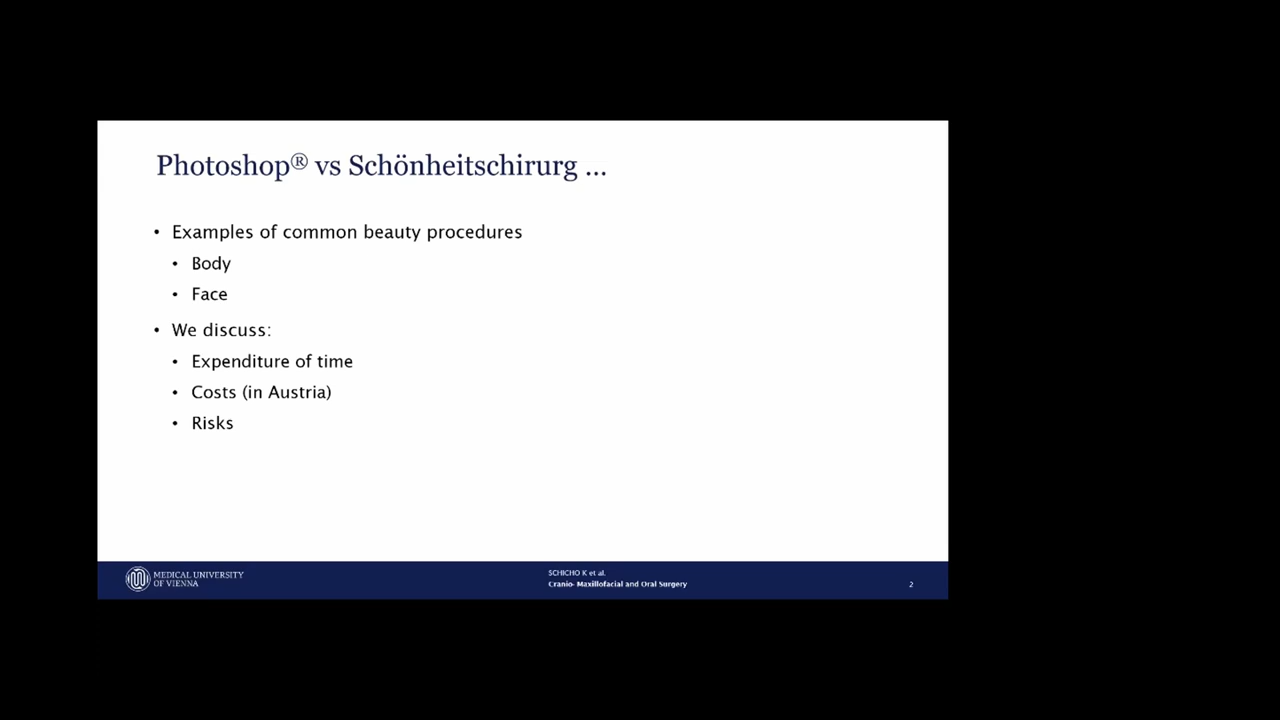 Photoshop® vs Schönheitschirurg ...
• Examples of common beauty procedures
• Body
• Face
• We discuss:
• Expenditure of time
• Costs (in Austria)
• Risks
MEDICAL UNIVERSITY
OF VIENNA
SCHICHO K et al.
Cranio- Maxillofacial and Oral Surgery
2